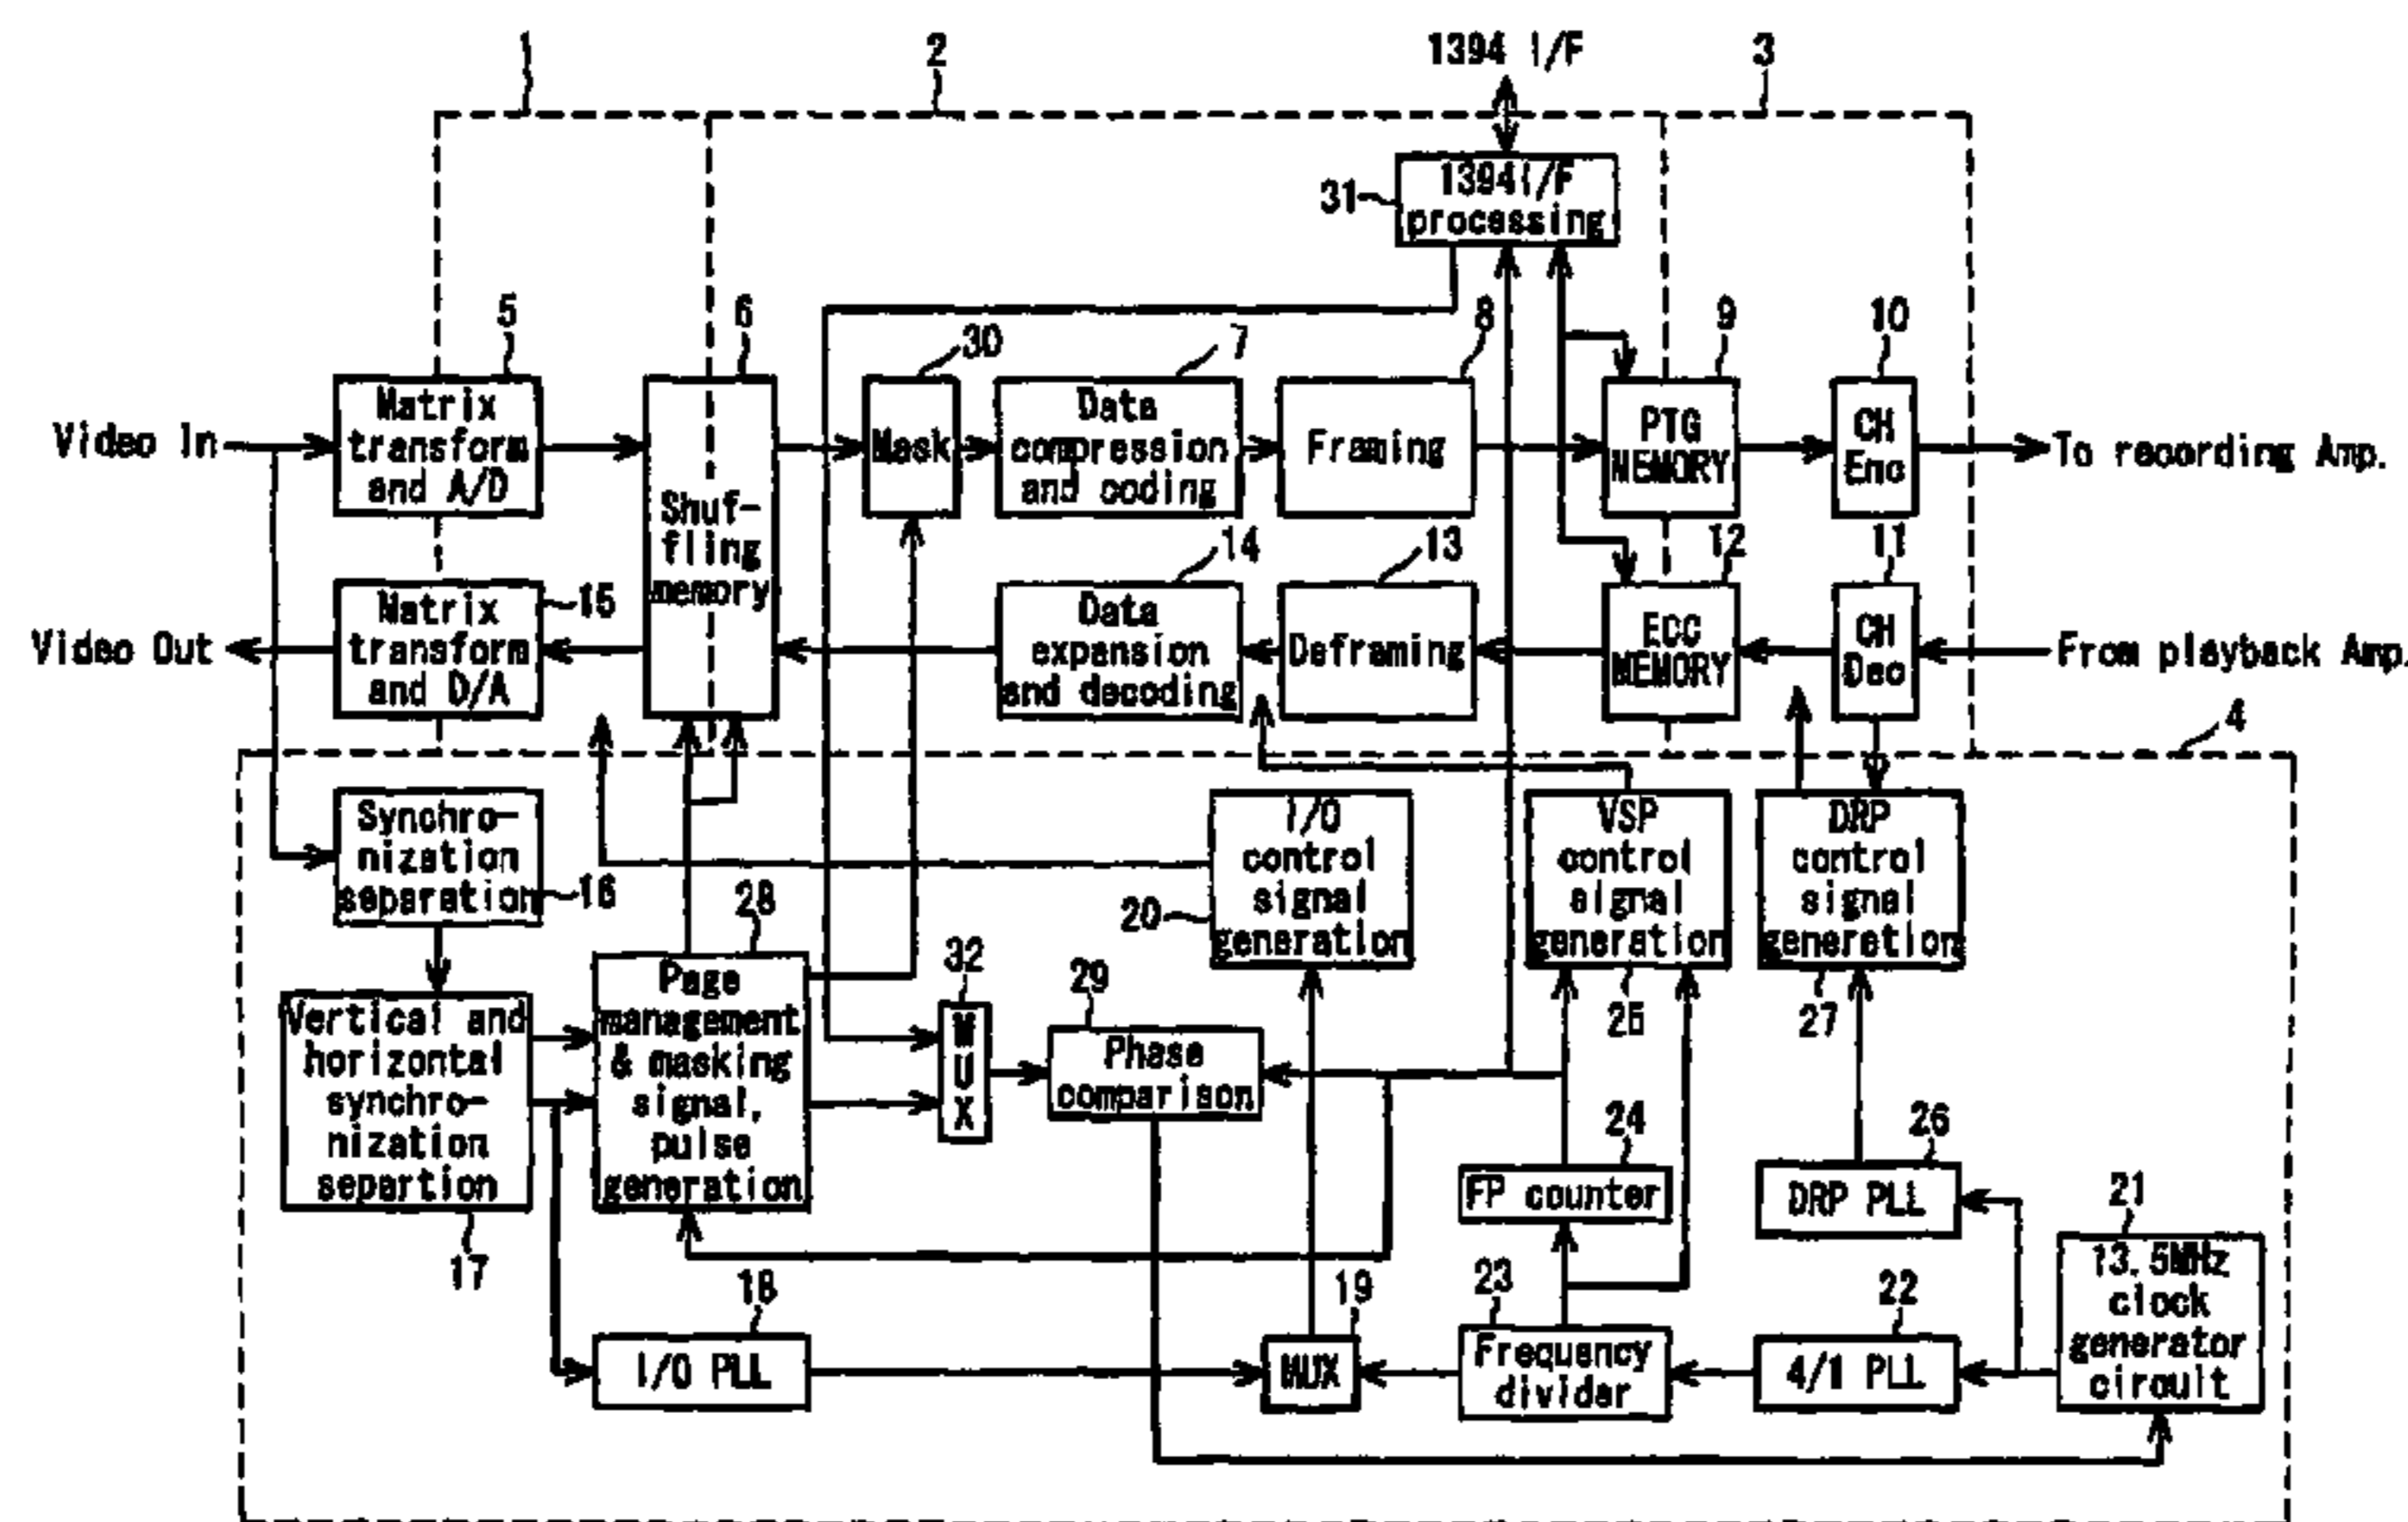 1
2
1394 I/F
3
31
1394 I/F
processing
5
6
30
7
8
9
10
Video In
Matrix
transform
and A/D
Shuf-
fling
memory
Mask
Data
compression
and coding
Framing
PTG
MEMORY
CH
Enc
To recording Amp.
15
14
13
12
11
Video Out
Matrix
transform
and D/A
Data
expansion
and decoding
Deframing
ECC
MEMORY
CH
Dec
From playback Amp.
4
Synchro-
nization
separation
16
28
I/O
control
signal
generation
20
VSP
control
signal
generation
25
DRP
control
signal
generation
27
Vertical and
horizontal
synchro-
nization
separtion
17
Page
management
& masking
signal,
pulse
generation
32
MUX
29
Phase
comparison
24
FP counter
26
DRP PLL
21
13.5MHz
clock
generator
circuit
18
I/O PLL
19
MUX
23
Frequency
divider
22
4/1 PLL